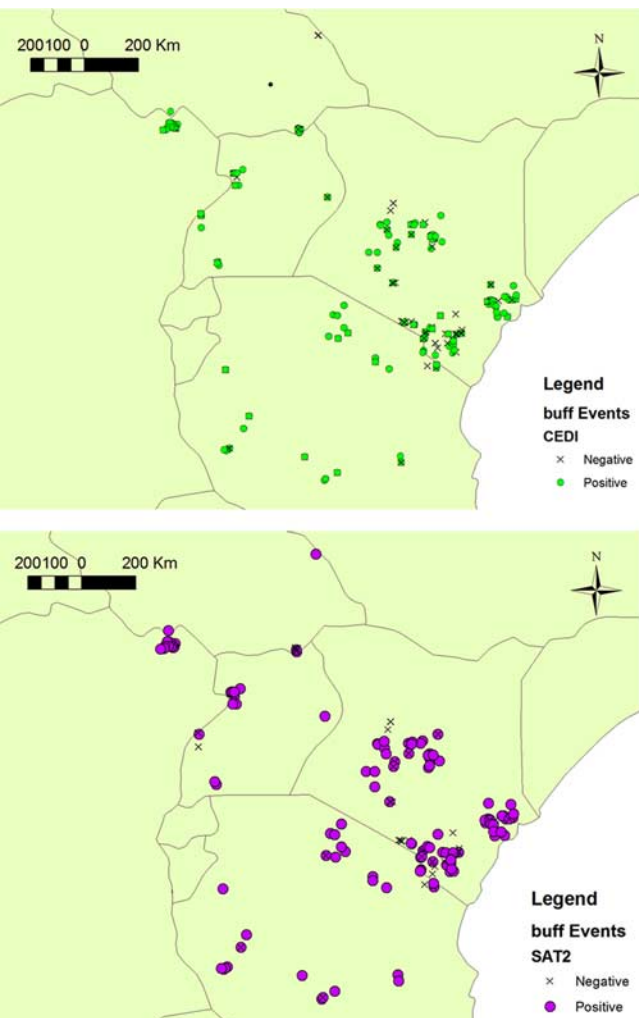 200100 0 200 Km
N
Legend
buff Events
CEDI
× Negative
Positive
200100 0 200 Km
N
Legend
buff Events
SAT2
× Negative
Positive